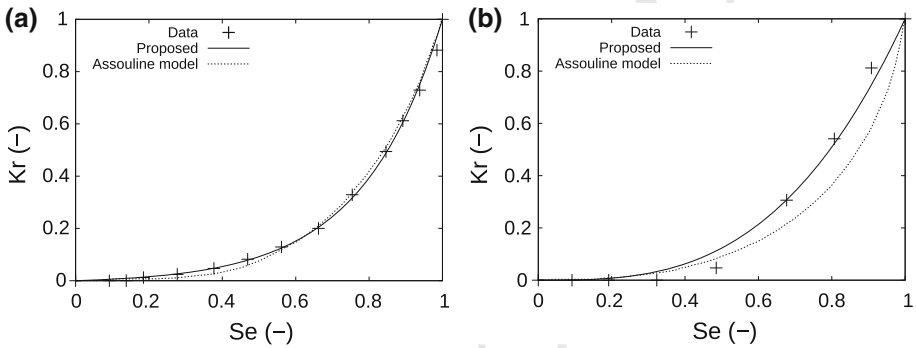 (a)
Data
Proposed
Assouline model
1
0.8
0.6
0.4
0.2
0
Kr (−)
0 0.2 0.4 0.6 0.8 1
Se (−)
(b)
Data
Proposed
Assouline model
1
0.8
0.6
0.4
0.2
0
Kr (−)
0 0.2 0.4 0.6 0.8 1
Se (−)